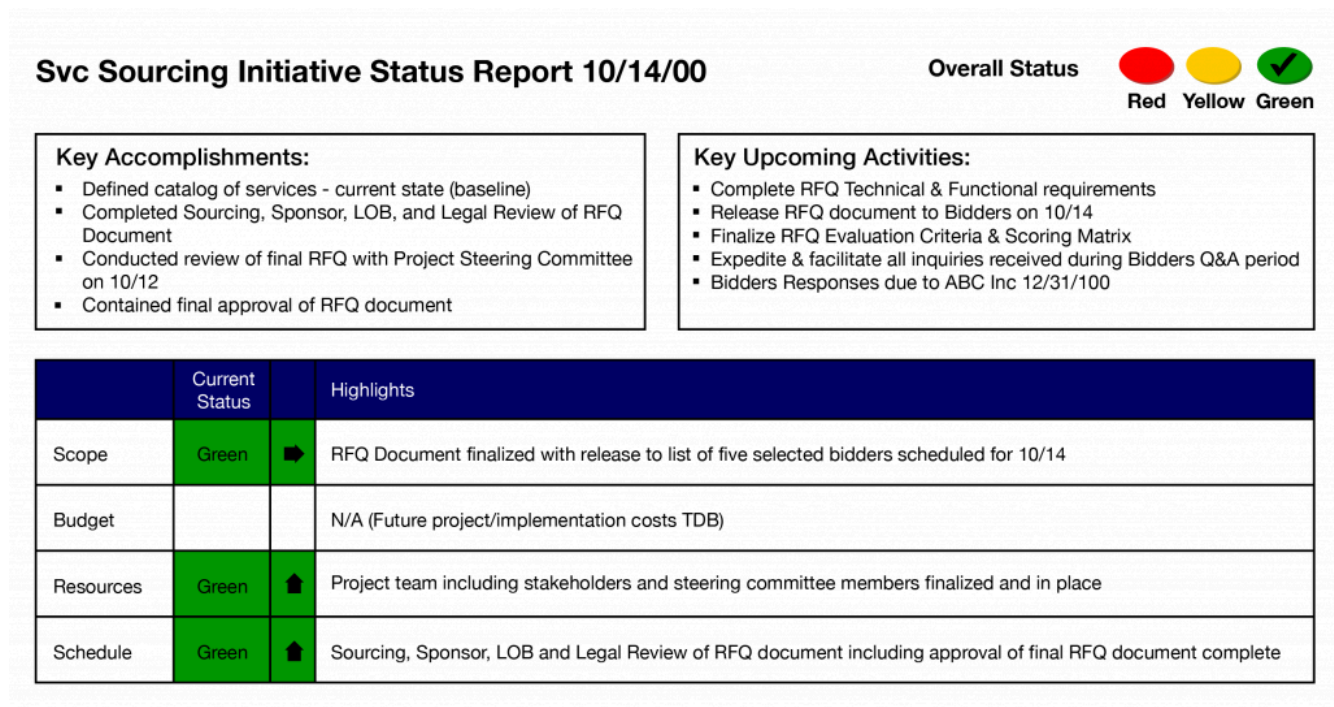 Svc Sourcing Initiative Status Report 10/14/00
Overall Status
Red Yellow Green
Key Accomplishments:
▪ Defined catalog of services - current state (baseline)
▪ Completed Sourcing, Sponsor, LOB, and Legal Review of RFQ
Document
▪ Conducted review of final RFQ with Project Steering Committee
on 10/12
▪ Contained final approval of RFQ document
Key Upcoming Activities:
▪ Complete RFQ Technical & Functional requirements
▪ Release RFQ document to Bidders on 10/14
▪ Finalize RFQ Evaluation Criteria & Scoring Matrix
▪ Expedite & facilitate all inquiries received during Bidders Q&A period
▪ Bidders Responses due to ABC Inc 12/31/100
Current
Status
Highlights
Scope Green RFQ Document finalized with release to list of five selected bidders scheduled for 10/14
Budget N/A (Future project/implementation costs TDB)
Resources Green Project team including stakeholders and steering committee members finalized and in place
Schedule Green Sourcing, Sponsor, LOB and Legal Review of RFQ document including approval of final RFQ document complete